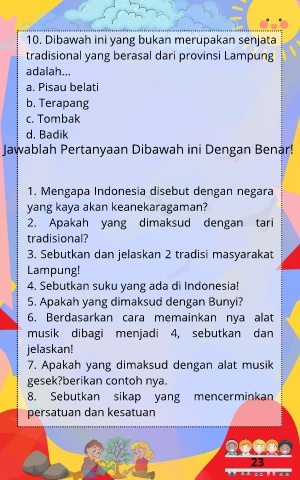 10. Dibawah ini yang bukan merupakan senjata
tradisional yang berasal dari provinsi Lampung
adalah...
a. Pisau belati
b. Terapang
c. Tombak
d. Badik
Jawablah Pertanyaan Dibawah ini Dengan Benar!
1. Mengapa Indonesia disebut dengan negara
yang kaya akan keanekaragaman?
2. Apakah yang dimaksud dengan tari
tradisional?
3. Sebutkan dan jelaskan 2 tradisi masyarakat
Lampung!
4. Sebutkan suku yang ada di Indonesia!
5. Apakah yang dimaksud dengan Bunyi?
6. Berdasarkan cara memainkan nya alat
musik dibagi menjadi 4, sebutkan dan
jelaskan!
7. Apakah yang dimaksud dengan alat musik
gesek?berikan contoh nya.
8. Sebutkan sikap yang mencerminkan
persatuan dan kesatuan
23